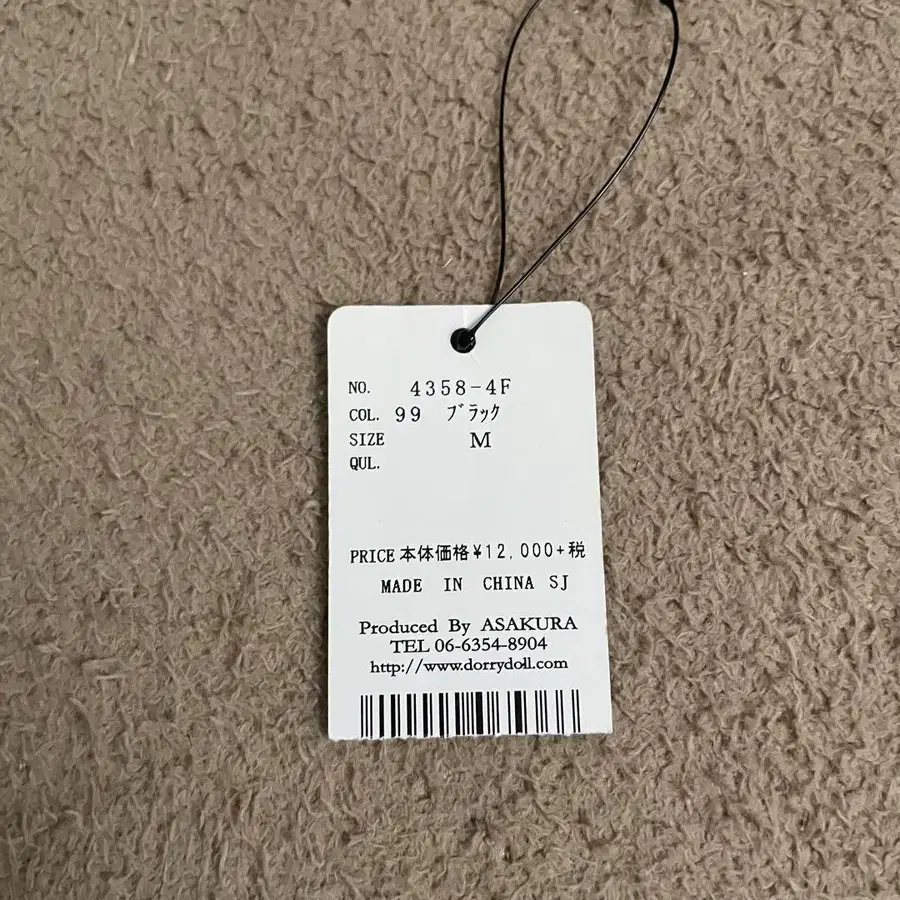 NO. 4358-4F
COL. 99 ﾌﾞﾗｯｸ
SIZE M
QUL.
PRICE 本体価格¥12,000+税
MADE IN CHINA SJ
Produced By ASAKURA
TEL 06-6354-8904
http://www.dorrydoll.com